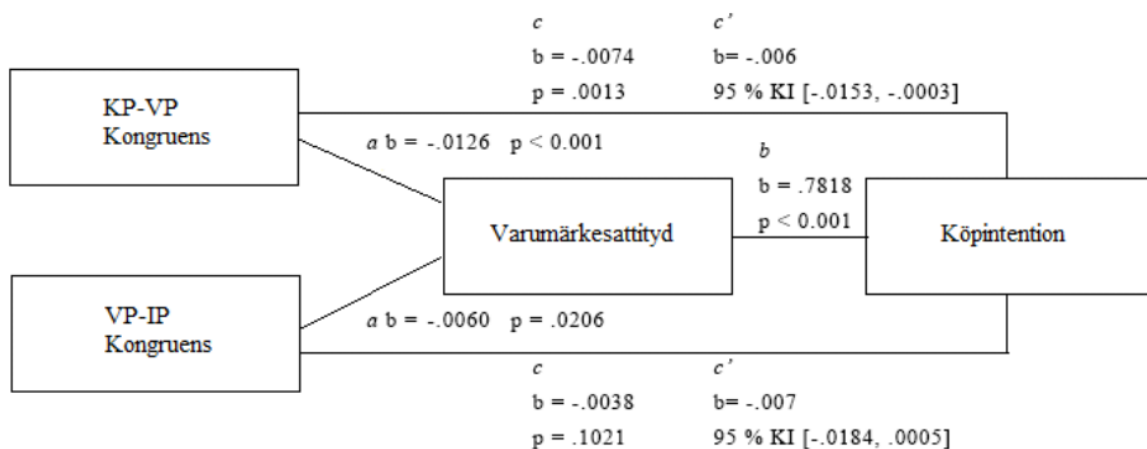 c c’
b = -.0074 b= -.006
p = .0013 95 % KI [-.0153, -.0003]
KP-VP
Kongruens
a b = -.0126 p < 0.001
b
b = .7818
p < 0.001
Varumärkesattityd
Köpintention
VP-IP
Kongruens
a b = -.0060 p = .0206
c c’
b = -.0038 b= -.007
p = .1021 95 % KI [-.0184, .0005]